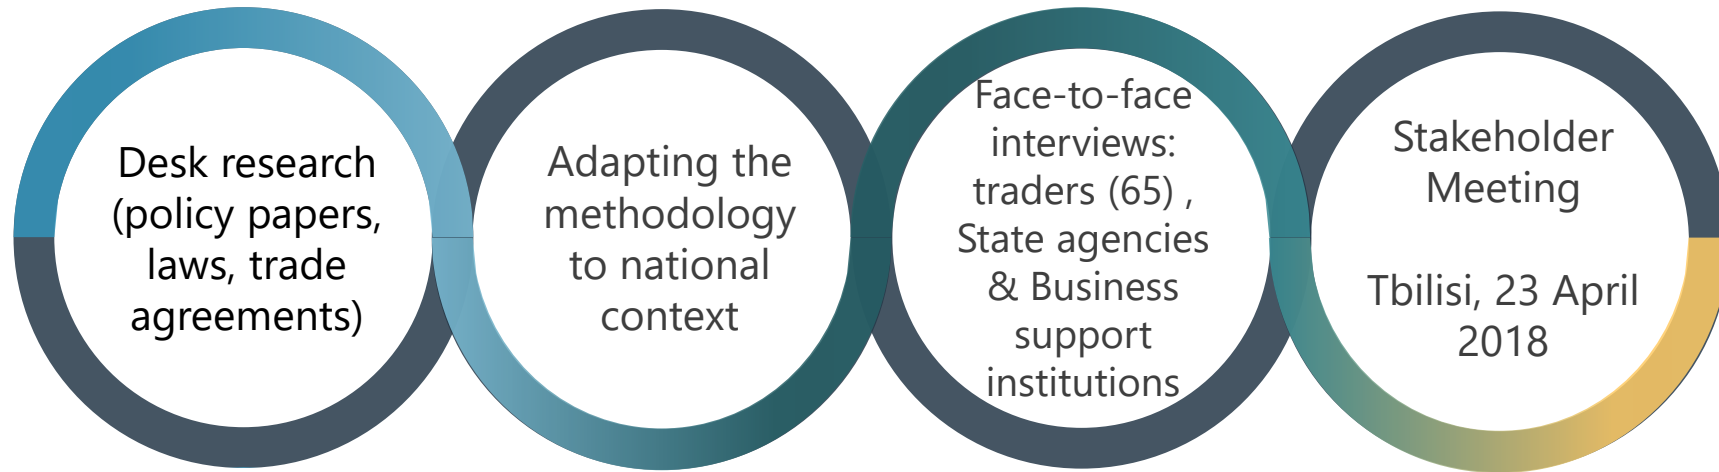 Desk research
(policy papers,
laws, trade
agreements)
Adapting the
methodology
to national
context
Face-to-face
interviews:
traders (65) ,
State agencies
& Business
support
institutions
Stakeholder
Meeting
Tbilisi, 23 April
2018